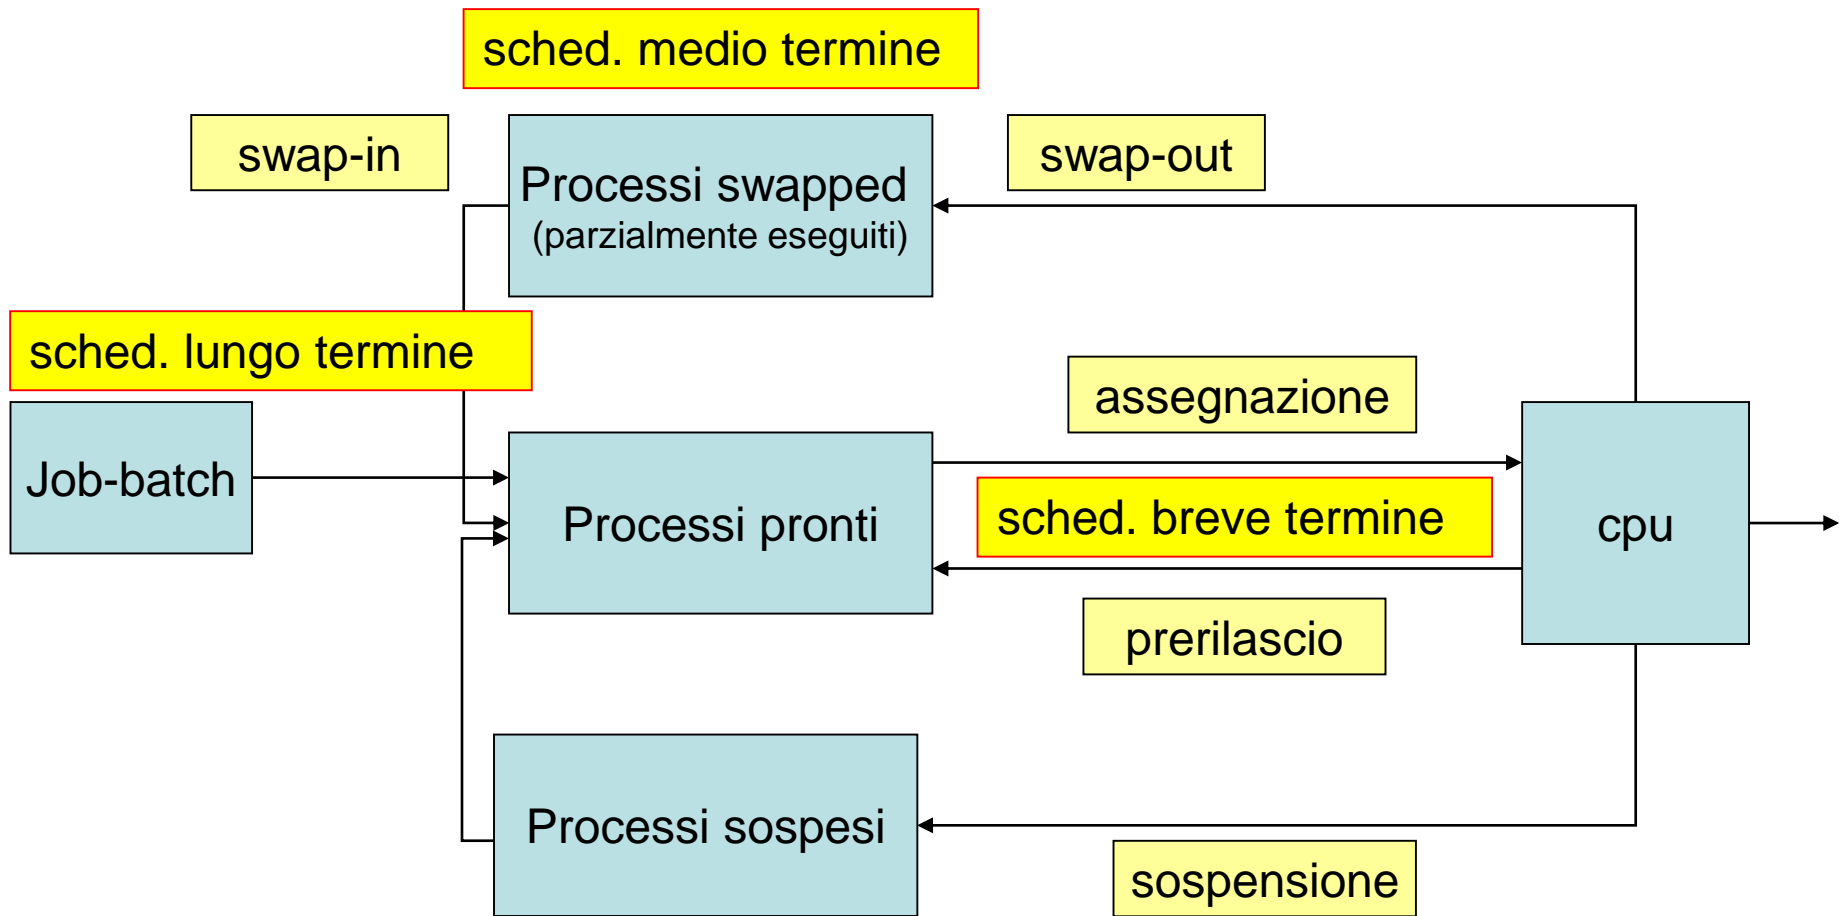 sched. medio termine
swap-in
Processi swapped
(parzialmente eseguiti)
swap-out
sched. lungo termine
assegnazione
Job-batch
Processi pronti
sched. breve termine
cpu
prerilascio
Processi sospesi
sospensione